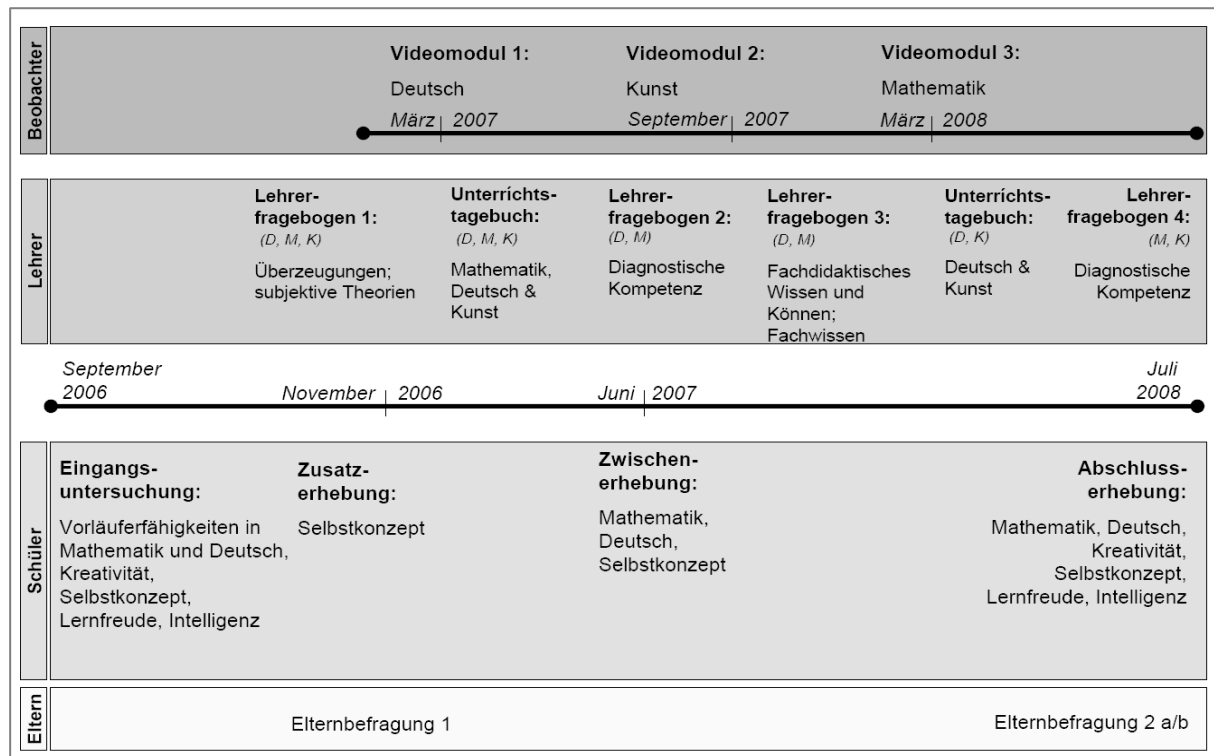 Beobachter
Videomodul 1:
Deutsch
März 2007
Videomodul 2:
Kunst
September 2007
Videomodul 3:
Mathematik
März 2008
Lehrer
Lehrer-
fragebogen 1:
(D, M, K)
Überzeugungen;
subjektive Theorien
Unterrichts-
tagebuch:
(D, M, K)
Mathematik,
Deutsch &
Kunst
Lehrer-
fragebogen 2:
(D, M)
Diagnostische
Kompetenz
Lehrer-
fragebogen 3:
(D, M)
Fachdidaktisches
Wissen und
Können;
Fachwissen
Unterrichts-
tagebuch:
(D, K)
Deutsch &
Kunst
Lehrer-
fragebogen 4:
(M, K)
Diagnostische
Kompetenz
September
2006
November 2006
Juni 2007
Juli
2008
Schüler
Eingangs-
untersuchung:
Vorläuferfähigkeiten in
Mathematik und Deutsch,
Kreativität,
Selbstkonzept,
Lernfreude, Intelligenz
Zusatz-
erhebung:
Selbstkonzept
Zwischen-
erhebung:
Mathematik,
Deutsch,
Selbstkonzept
Abschluss-
erhebung:
Mathematik, Deutsch,
Kreativität,
Selbstkonzept,
Lernfreude, Intelligenz
Eltern
Elternbefragung 1
Elternbefragung 2 a/b